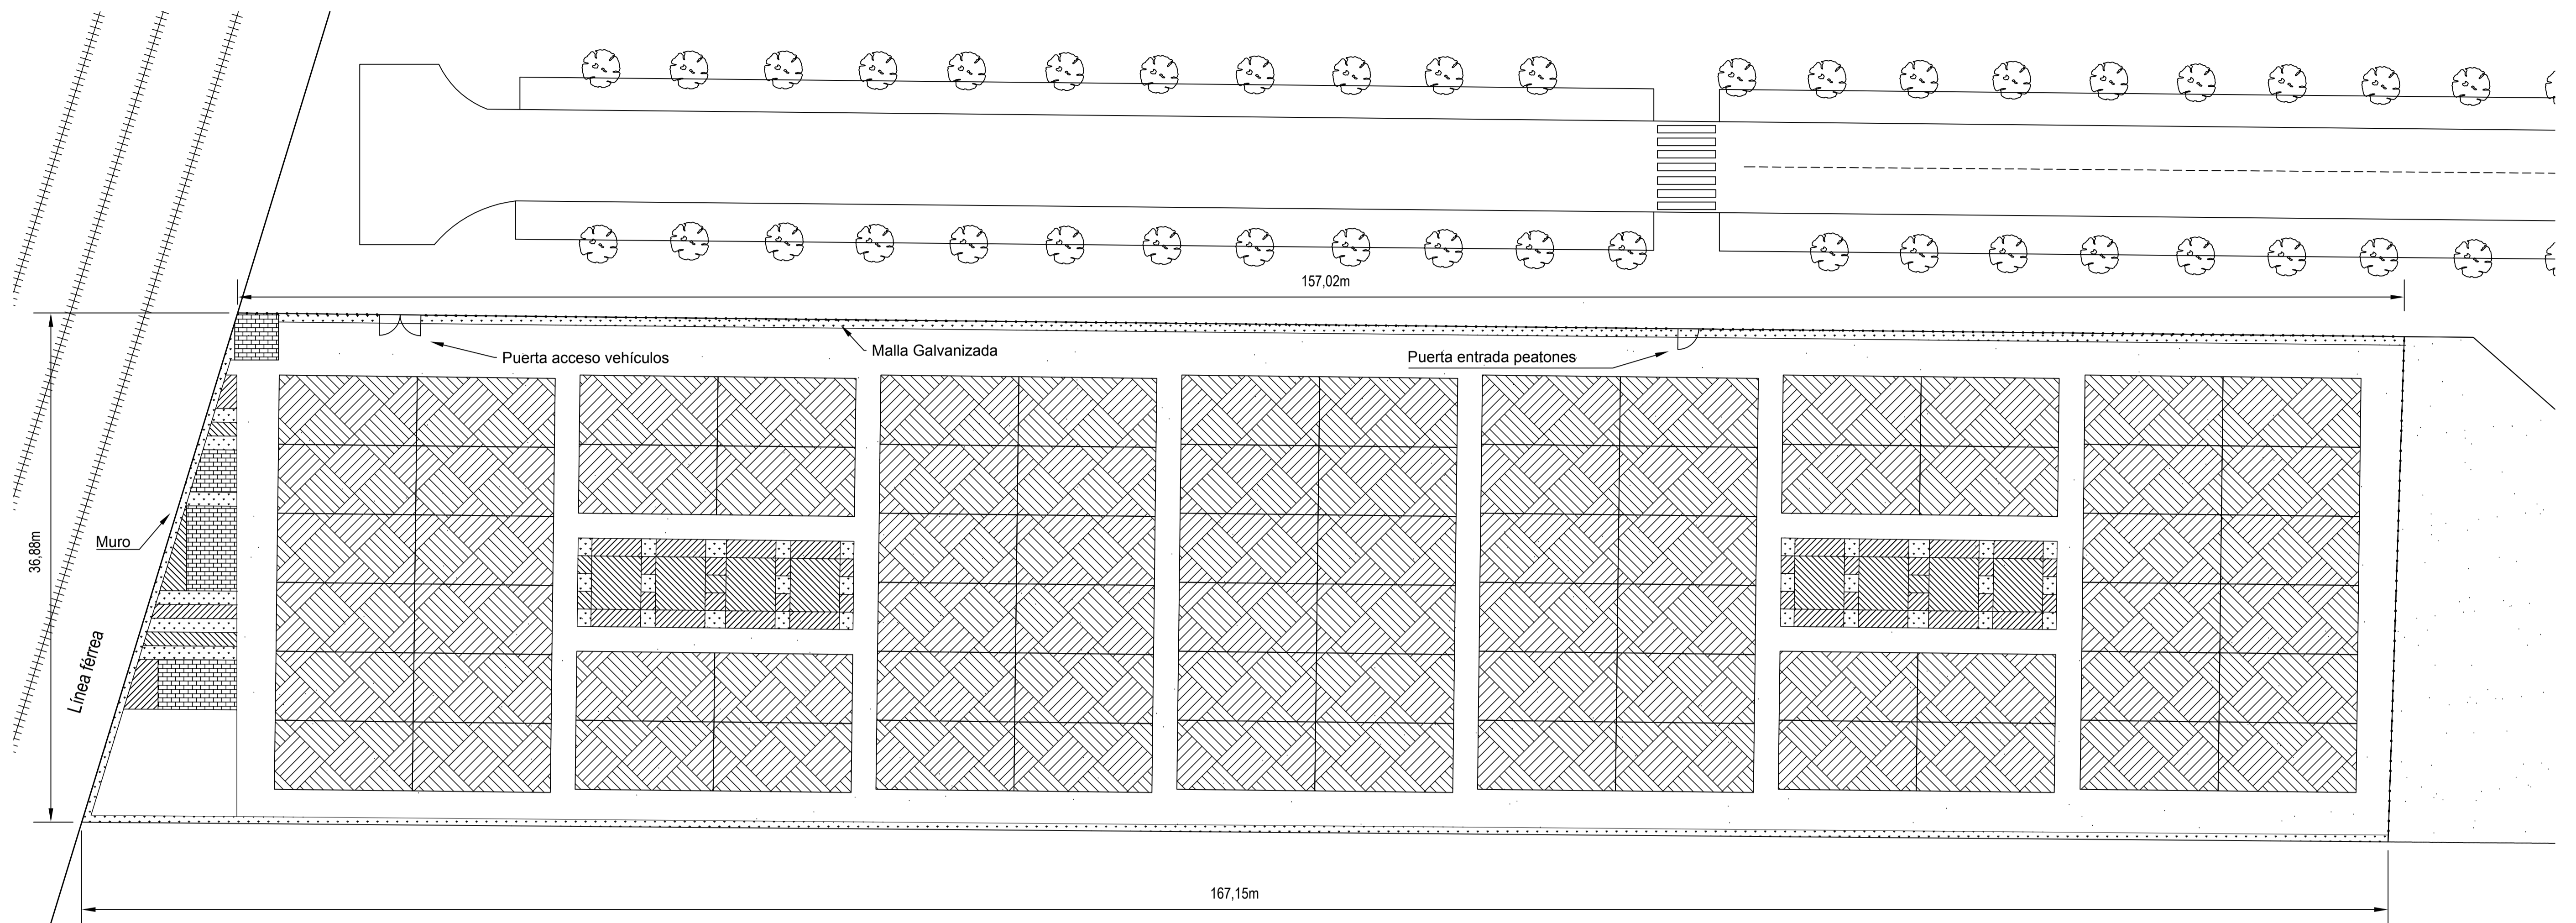 157,02m
Puerta acceso vehículos
Malla Galvanizada
Puerta entrada peatones
Muro
36,88m
Línea férrea
167,15m